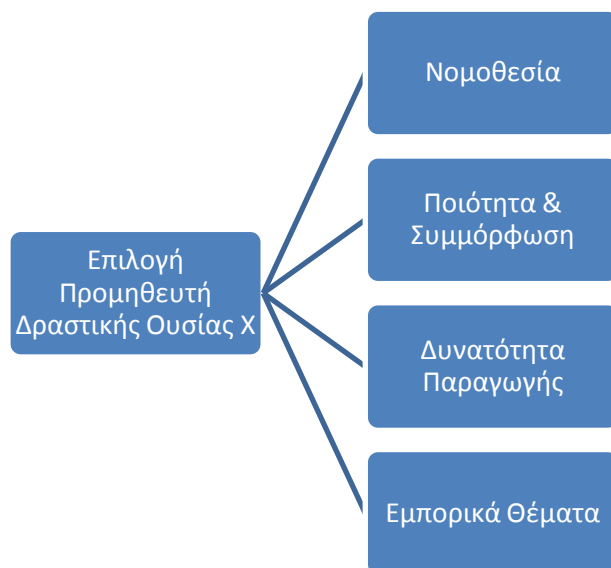 Νομοθεσία
Ποιότητα &
Συμμόρφωση
Επιλογή
Προμηθευτή
Δραστικής Ουσίας Χ
Δυνατότητα
Παραγωγής
Εμπορικά Θέματα